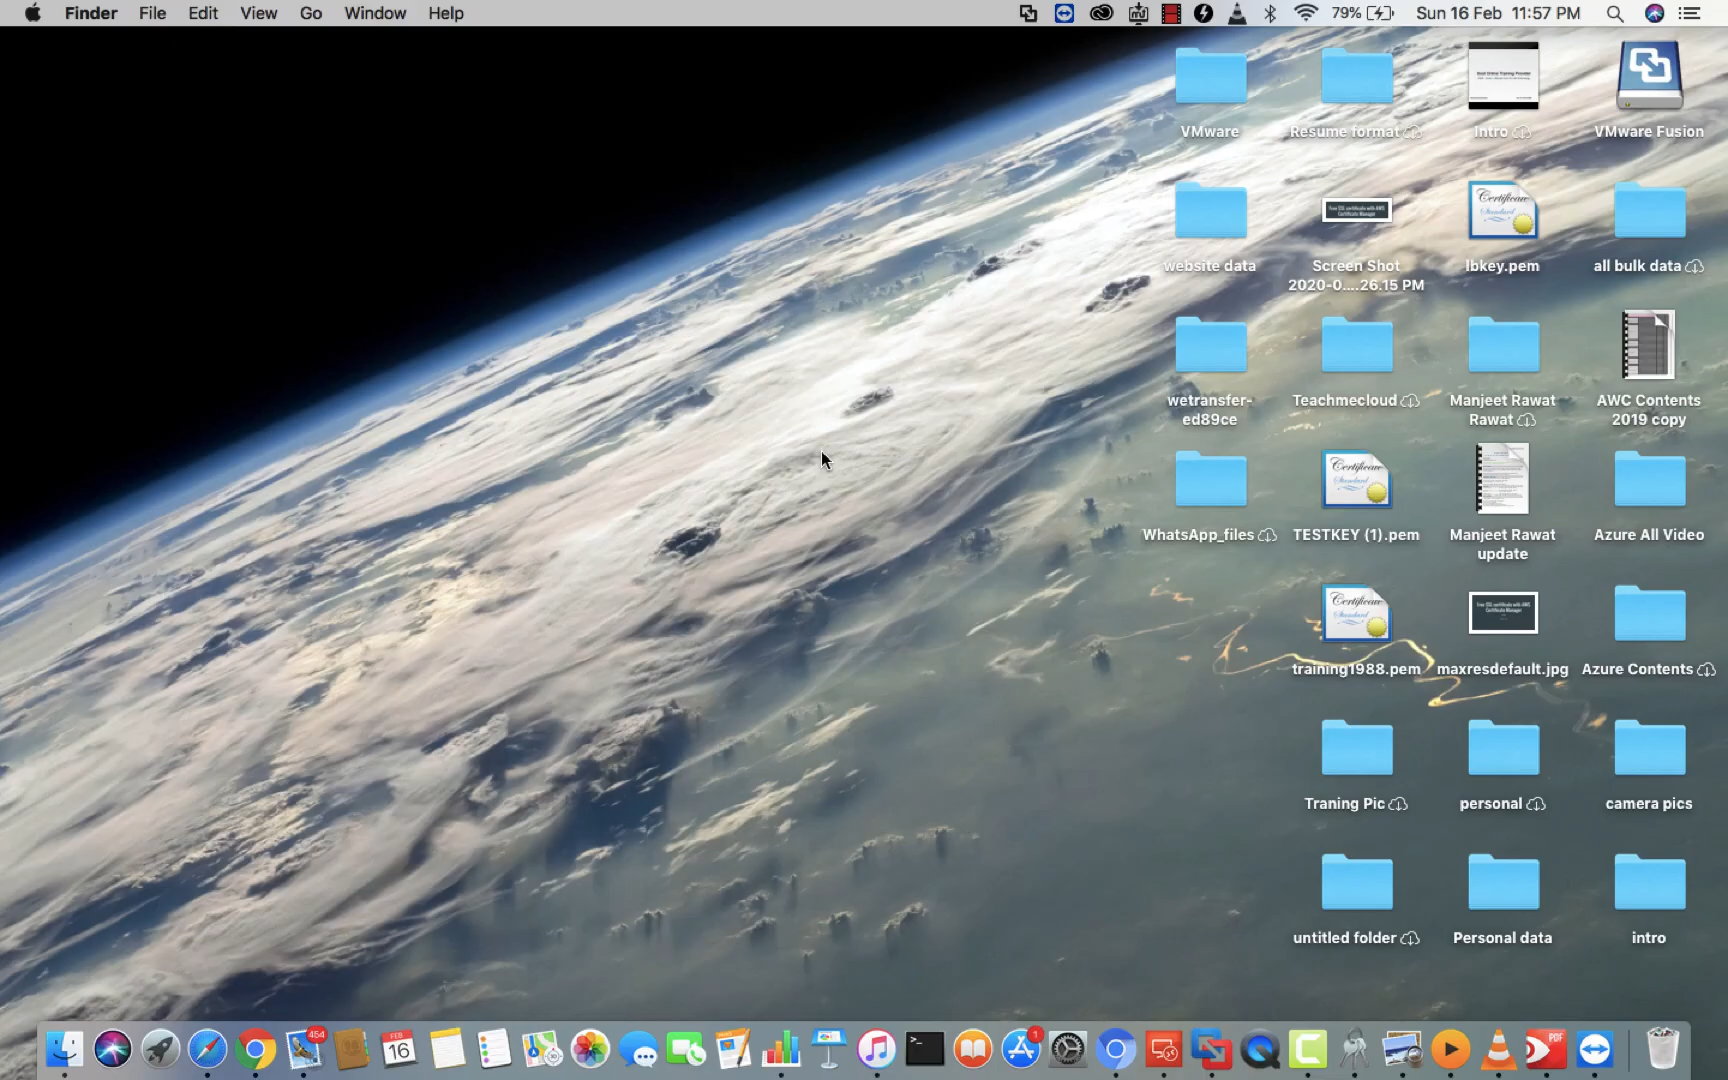 Finder File Edit View Go Window Help 79% Sun 16 Feb 11:57 PM
VMware
Resume format
Intro
VMware Fusion
website data
Screen Shot
2020-0....26.15 PM
lbkey.pem
all bulk data
wetransfer-
ed89ce
Teachmecloud
Manjeet Rawat
Rawat
AWC Contents
2019 copy
WhatsApp_files
TESTKEY (1).pem
Manjeet Rawat
update
Azure All Video
training1988.pem
maxresdefault.jpg
Azure Contents
Traning Pic
personal
camera pics
untitled folder
Personal data
intro
454
FEB
16
1
PDF